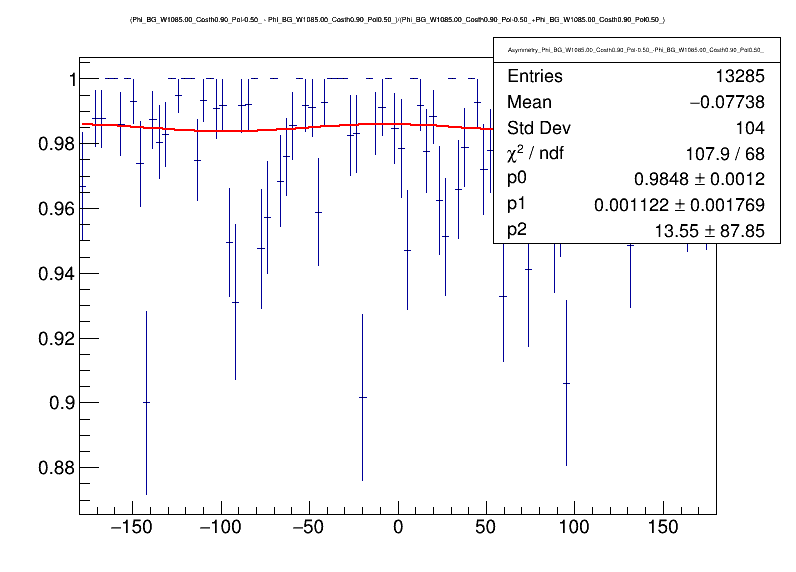 (Phi_BG_W1085.00_Costh0.90_Pol-0.50_- Phi_BG_W1085.00_Costh0.90_Pol0.50_)/(Phi_BG_W1085.00_Costh0.90_Pol-0.50_+Phi_BG_W1085.00_Costh0.90_Pol0.50_)
Asymmetry_Phi_BG_W1085.00_Costh0.90_Pol-0.50_-Phi_BG_W1085.00_Costh0.90_Pol0.50_
Entries 13285
Mean −0.07738
Std Dev 104
χ² / ndf 107.9 / 68
p0 0.9848 ± 0.0012
p1 0.001122 ± 0.001769
p2 13.55 ± 87.85
1
0.98
0.96
0.94
0.92
0.9
0.88
−150 −100 −50 0 50 100 150